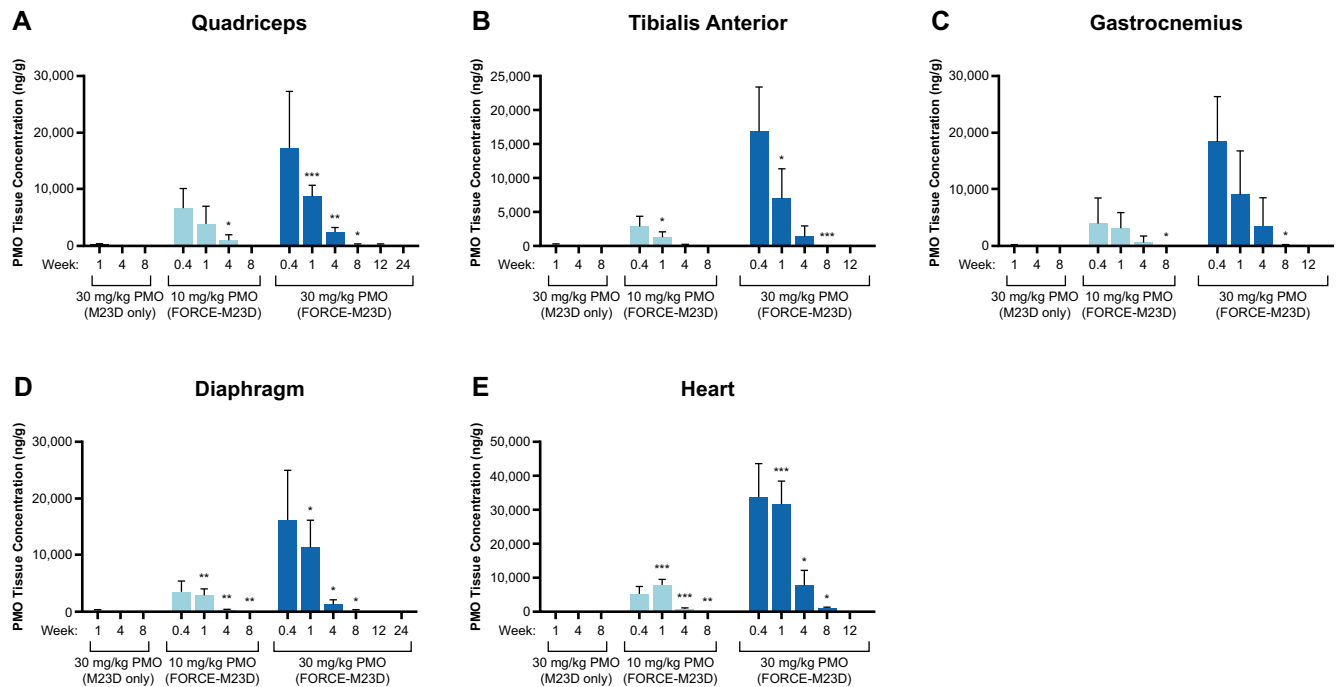 A Quadriceps
PMO Tissue Concentration (ng/g)
30,000
20,000
10,000
0
*** ** * *
Week: 1 4 8 0.4 1 4 8 0.4 1 4 8 12 24
30 mg/kg PMO (M23D only)
10 mg/kg PMO (FORCE-M23D)
30 mg/kg PMO (FORCE-M23D)
B Tibialis Anterior
PMO Tissue Concentration (ng/g)
25,000
20,000
15,000
10,000
5,000
0
* * ***
Week: 1 4 8 0.4 1 4 8 0.4 1 4 8 12
30 mg/kg PMO (M23D only)
10 mg/kg PMO (FORCE-M23D)
30 mg/kg PMO (FORCE-M23D)
C Gastrocnemius
PMO Tissue Concentration (ng/g)
30,000
20,000
10,000
0
* *
Week: 1 4 8 0.4 1 4 8 0.4 1 4 8 12
30 mg/kg PMO (M23D only)
10 mg/kg PMO (FORCE-M23D)
30 mg/kg PMO (FORCE-M23D)
D Diaphragm
PMO Tissue Concentration (ng/g)
30,000
20,000
10,000
0
** ** ** * * *
Week: 1 4 8 0.4 1 4 8 0.4 1 4 8 12 24
30 mg/kg PMO (M23D only)
10 mg/kg PMO (FORCE-M23D)
30 mg/kg PMO (FORCE-M23D)
E Heart
PMO Tissue Concentration (ng/g)
50,000
40,000
30,000
20,000
10,000
0
*** *** ** *** * *
Week: 1 4 8 0.4 1 4 8 0.4 1 4 8 12
30 mg/kg PMO (M23D only)
10 mg/kg PMO (FORCE-M23D)
30 mg/kg PMO (FORCE-M23D)